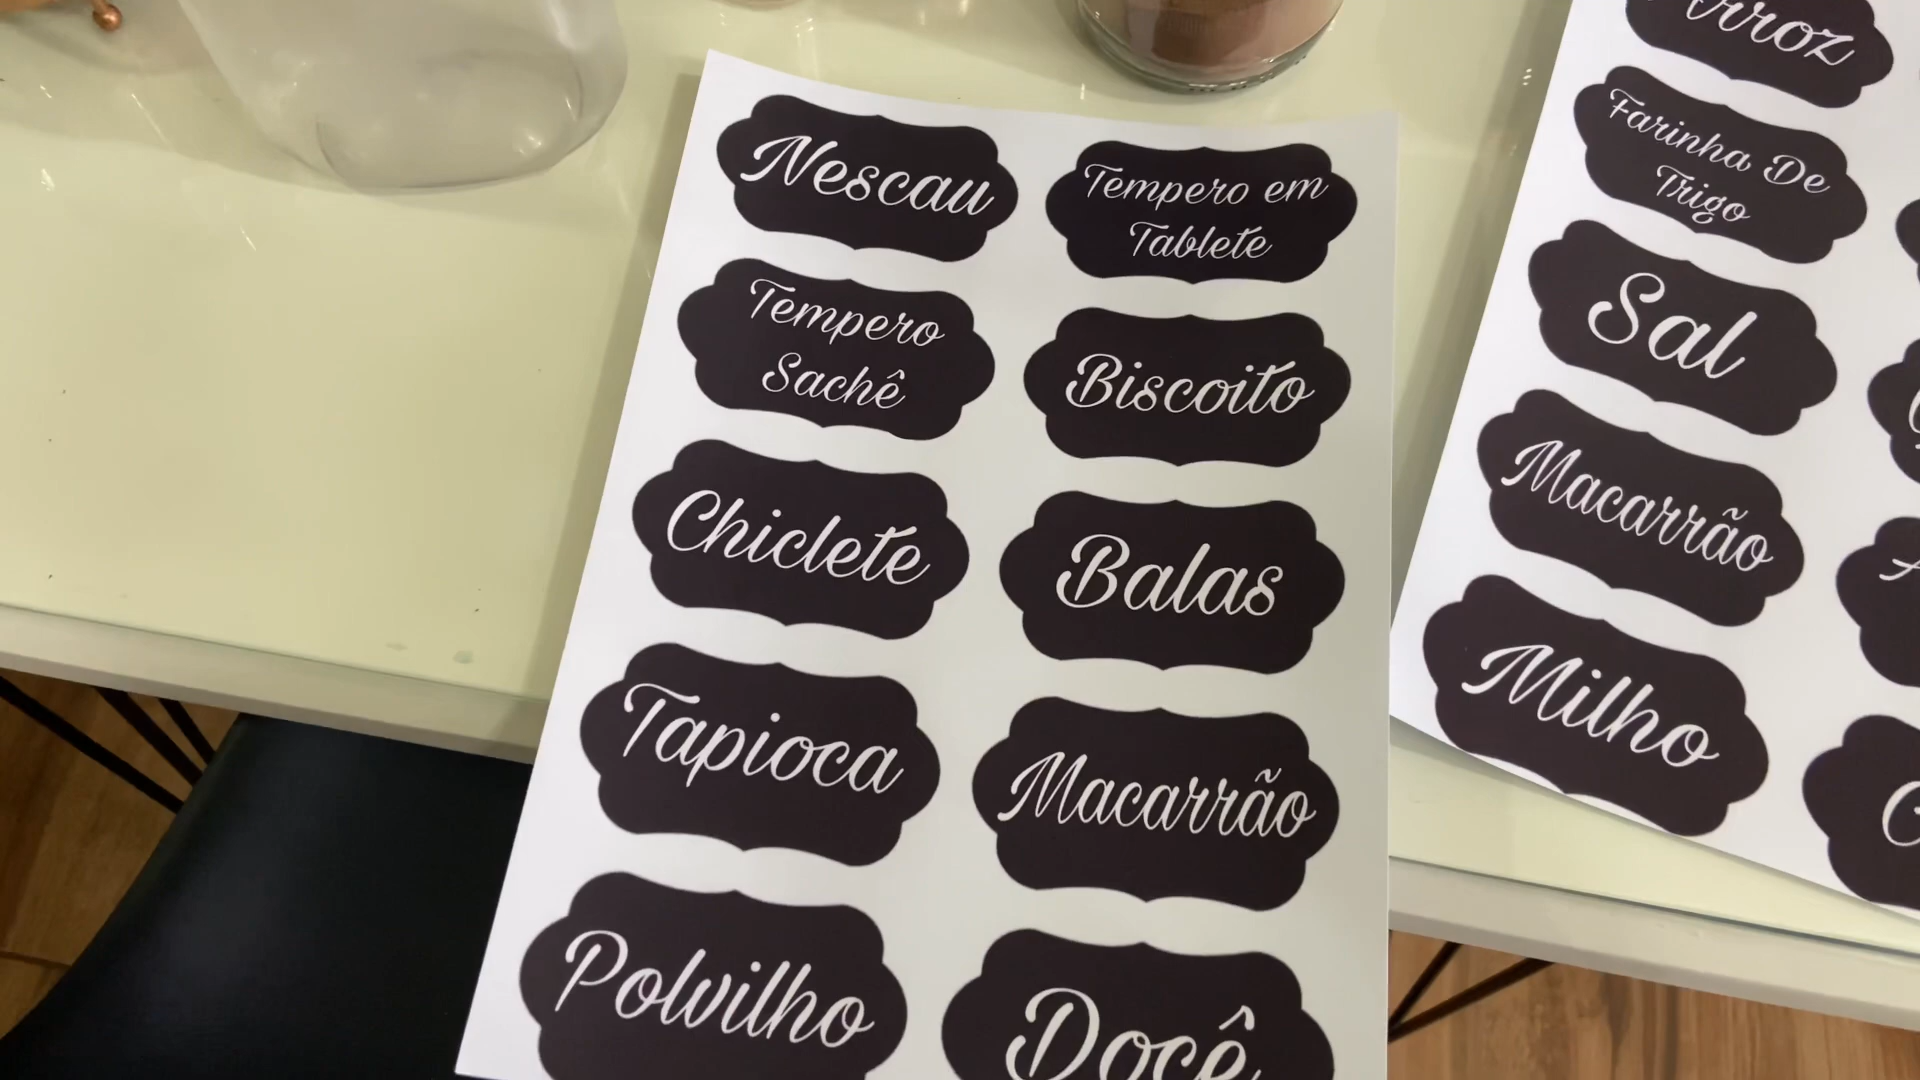 Nescau
Tempero em
Tablete
Tempero
Sachê
Biscoito
Chiclete
Balas
Tapioca
Macarrão
Polvilho
Docê
Arroz
Farinha De
Trigo
Sal
Macarrão
Milho